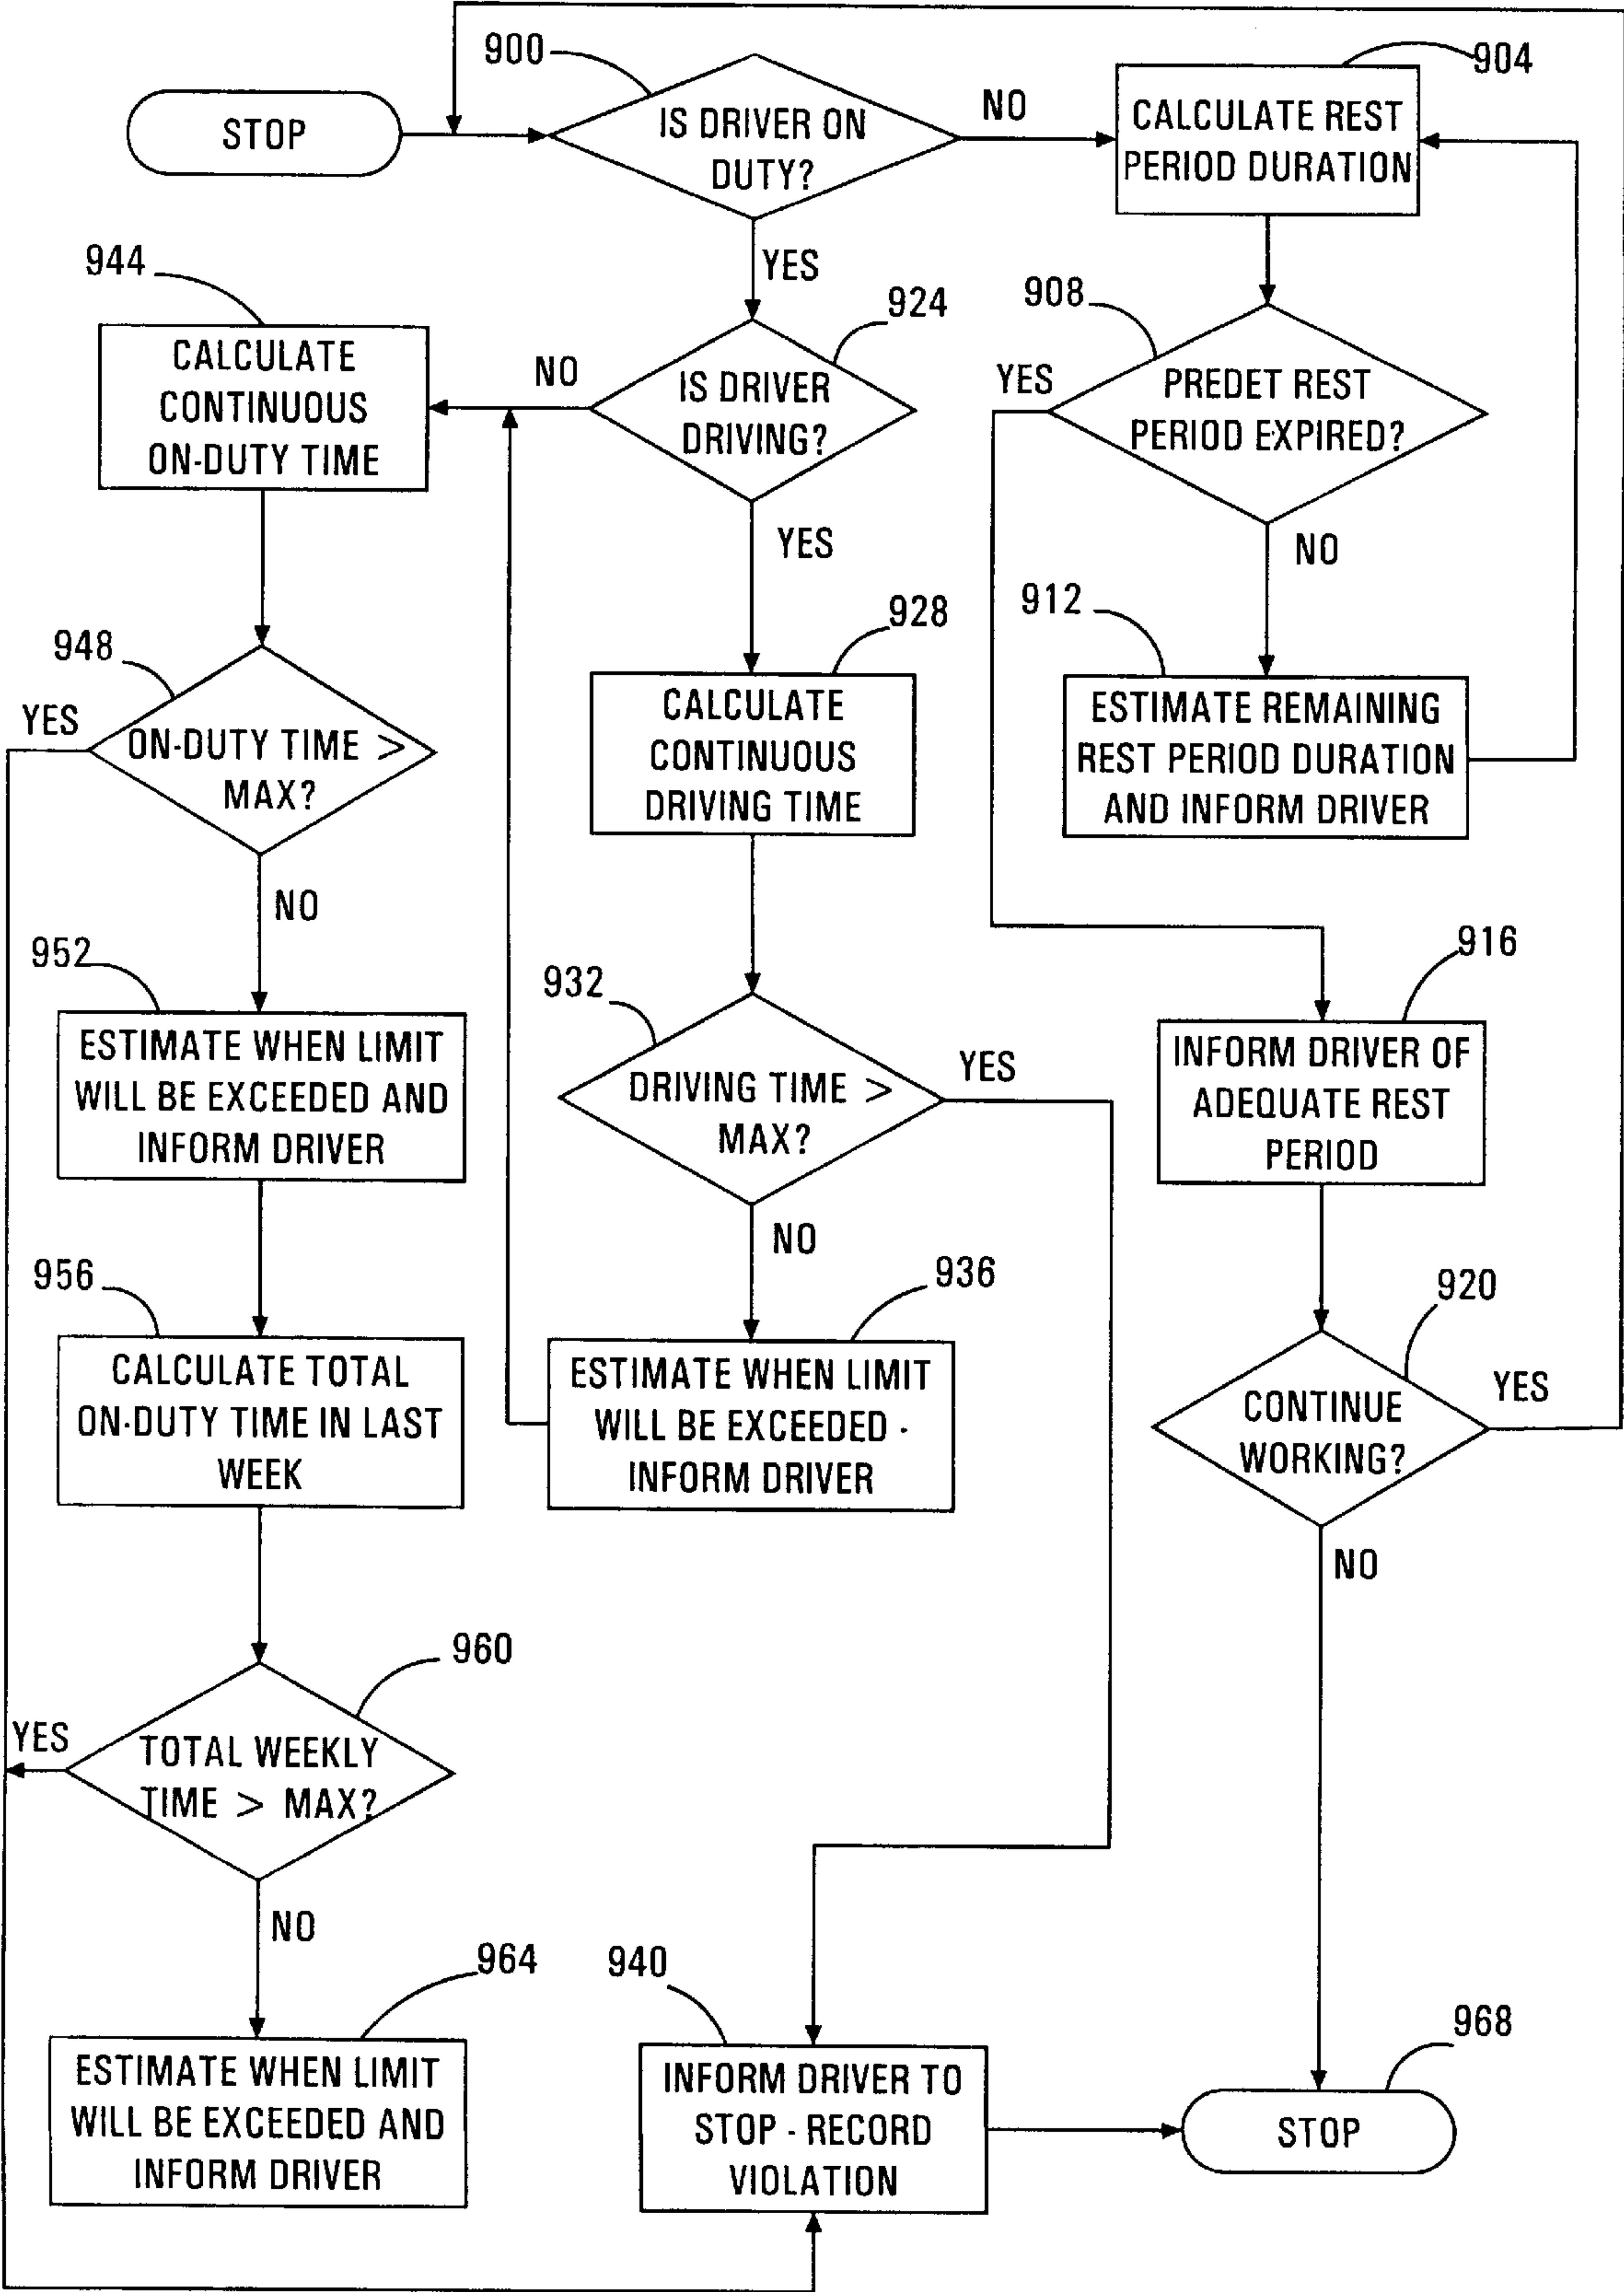 900
904
STOP
IS DRIVER ON
DUTY?
NO
CALCULATE REST
PERIOD DURATION
YES
944
924
908
CALCULATE
CONTINUOUS
ON-DUTY TIME
NO
IS DRIVER
DRIVING?
YES
PREDET REST
PERIOD EXPIRED?
YES
NO
948
928
912
YES
ON-DUTY TIME >
MAX?
CALCULATE
CONTINUOUS
DRIVING TIME
ESTIMATE REMAINING
REST PERIOD DURATION
AND INFORM DRIVER
NO
952
932
916
ESTIMATE WHEN LIMIT
WILL BE EXCEEDED AND
INFORM DRIVER
DRIVING TIME >
MAX?
YES
INFORM DRIVER OF
ADEQUATE REST
PERIOD
NO
956
936
920
CALCULATE TOTAL
ON-DUTY TIME IN LAST
WEEK
ESTIMATE WHEN LIMIT
WILL BE EXCEEDED -
INFORM DRIVER
CONTINUE
WORKING?
YES
NO
960
YES
TOTAL WEEKLY
TIME > MAX?
NO
964
940
968
ESTIMATE WHEN LIMIT
WILL BE EXCEEDED AND
INFORM DRIVER
INFORM DRIVER TO
STOP - RECORD
VIOLATION
STOP